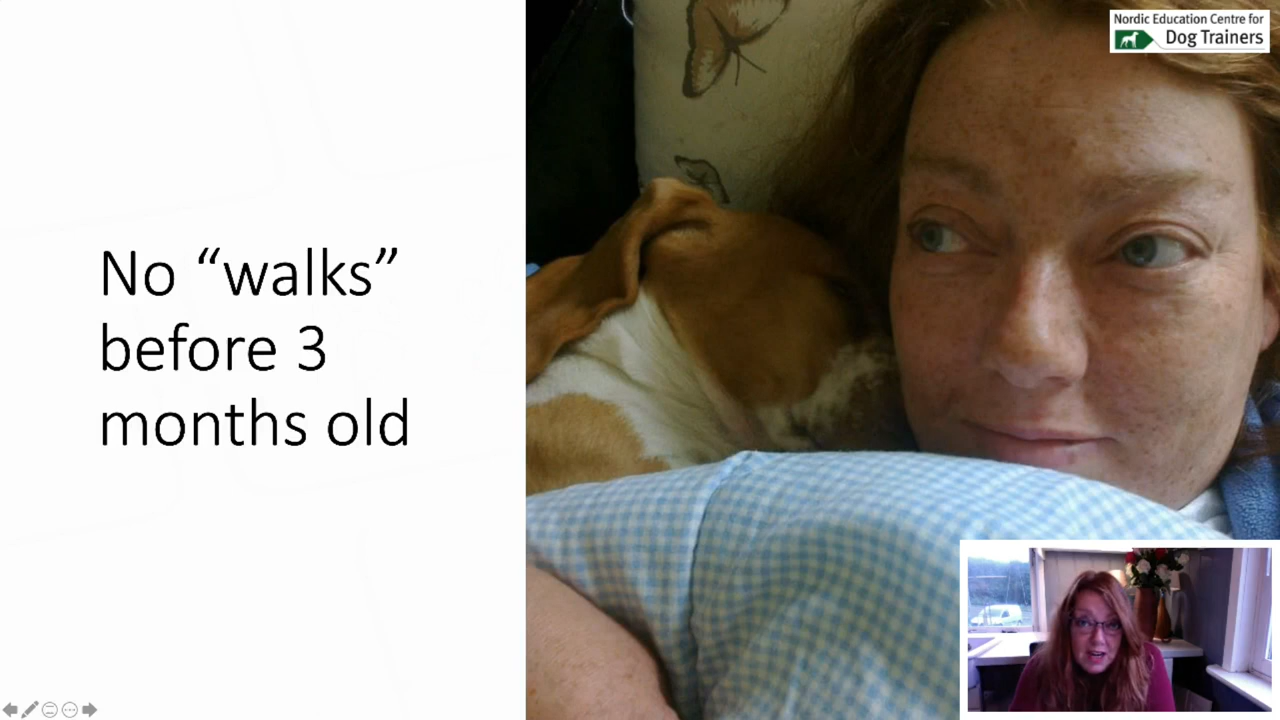 No “walks”
before 3
months old
Nordic Education Centre for
Dog Trainers